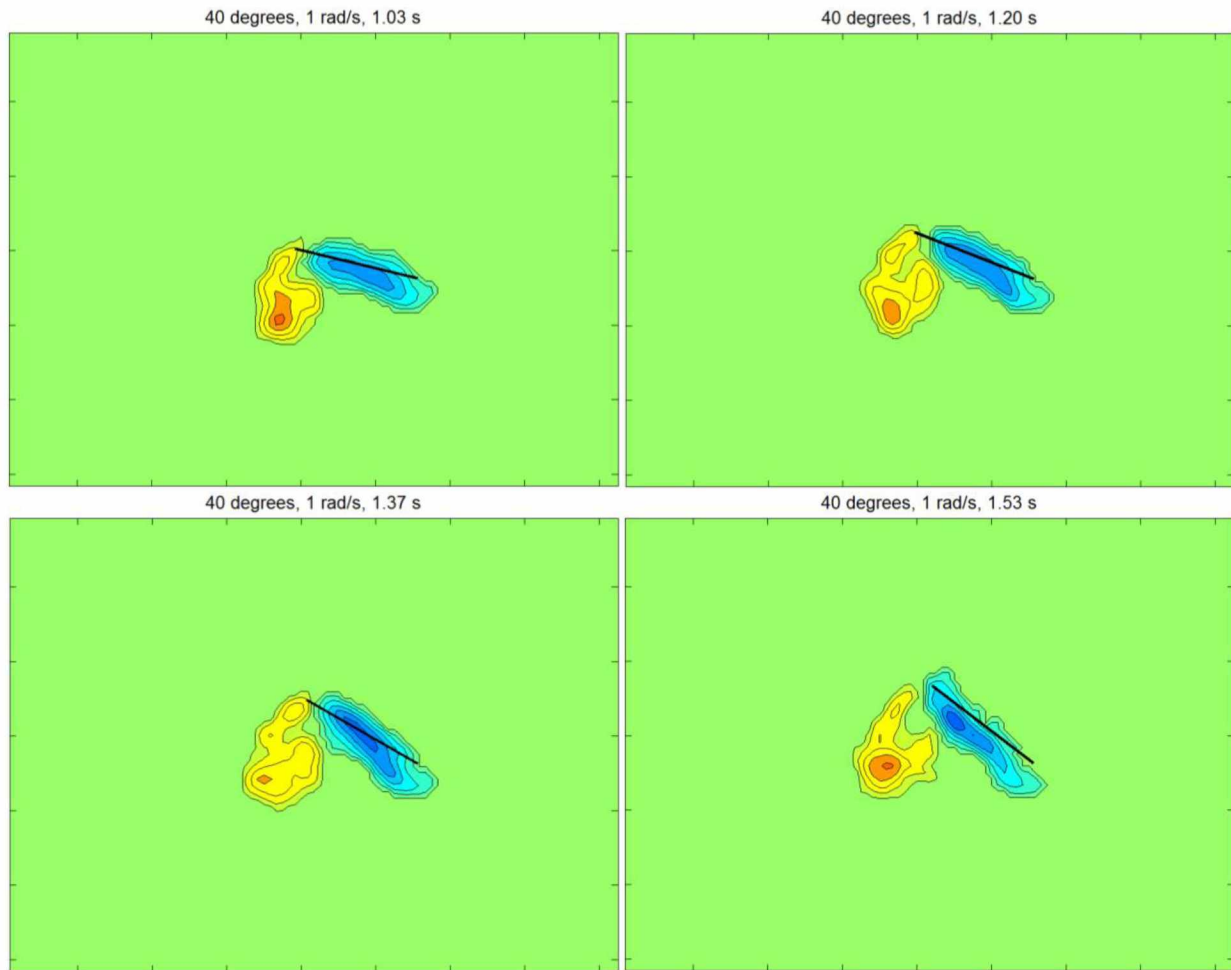 40 degrees, 1 rad/s, 1.03 s
40 degrees, 1 rad/s, 1.20 s
40 degrees, 1 rad/s, 1.37 s
40 degrees, 1 rad/s, 1.53 s